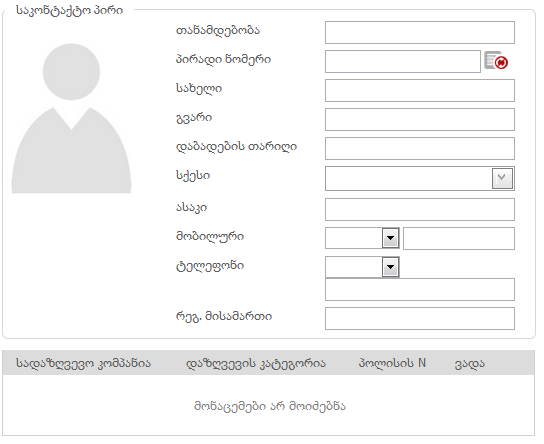 საკონტაქტო პირი
თანამდებობა
პირადი ნომერი
სახელი
გვარი
დაბადების თარიღი
სქესი
ასაკი
მობილური
ტელეფონი
რეგ. მისამართი
სადაზღვევო კომპანია დაზღვევის კატეგორია პოლისის N ვადა
მონაცემები არ მოიძებნა